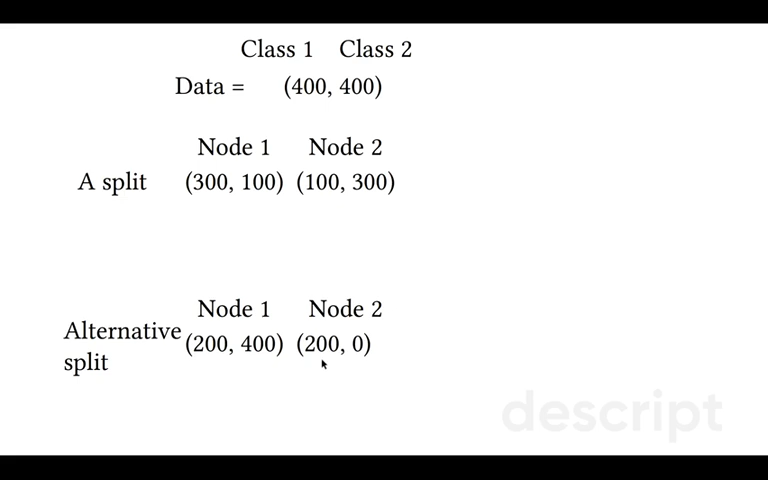 Class 1 Class 2
Data = (400, 400)
Node 1 Node 2
A split (300, 100) (100, 300)
Node 1 Node 2
Alternative (200, 400) (200, 0)
split
descript